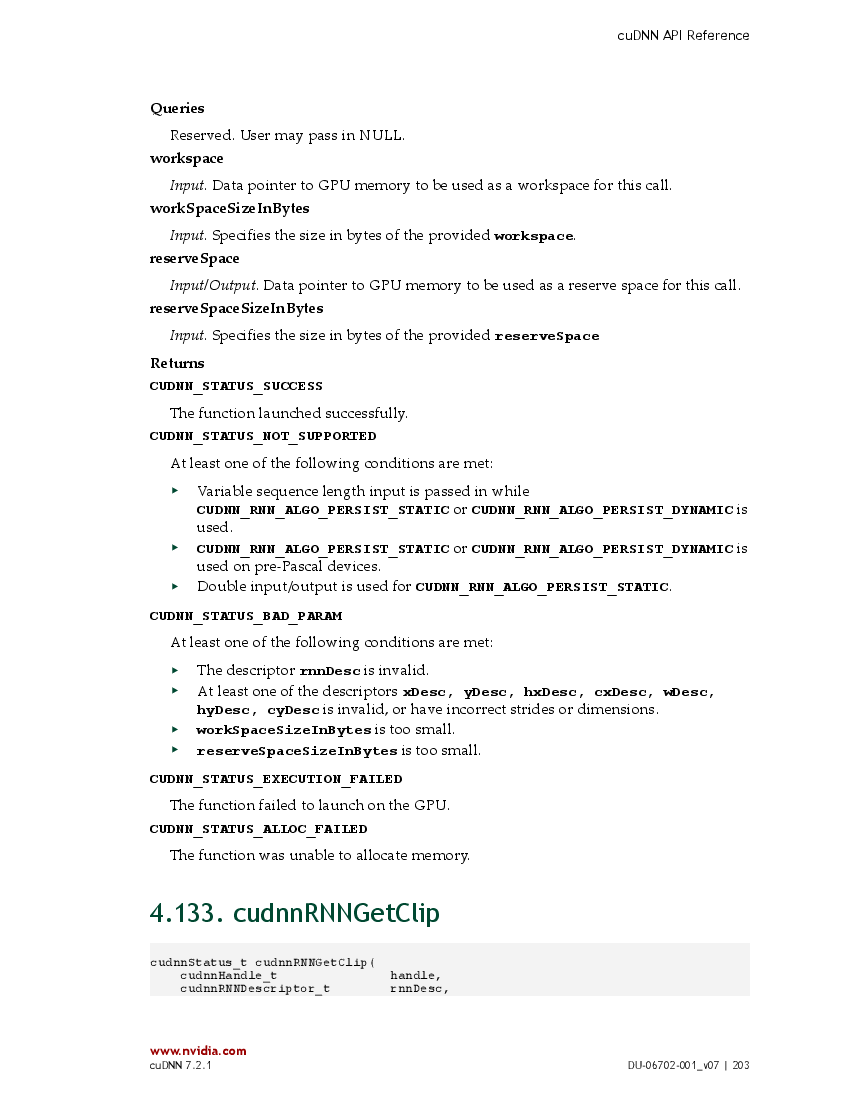 cuDNN API Reference
Queries
Reserved. User may pass in NULL.
workspace
Input. Data pointer to GPU memory to be used as a workspace for this call.
workSpaceSizeInBytes
Input. Specifies the size in bytes of the provided workspace.
reserveSpace
Input/Output. Data pointer to GPU memory to be used as a reserve space for this call.
reserveSpaceSizeInBytes
Input. Specifies the size in bytes of the provided reserveSpace
Returns
CUDNN_STATUS_SUCCESS
The function launched successfully.
CUDNN_STATUS_NOT_SUPPORTED
At least one of the following conditions are met:
▸ Variable sequence length input is passed in while
CUDNN_RNN_ALGO_PERSIST_STATIC or CUDNN_RNN_ALGO_PERSIST_DYNAMIC is
used.
▸ CUDNN_RNN_ALGO_PERSIST_STATIC or CUDNN_RNN_ALGO_PERSIST_DYNAMIC is
used on pre-Pascal devices.
▸ Double input/output is used for CUDNN_RNN_ALGO_PERSIST_STATIC.
CUDNN_STATUS_BAD_PARAM
At least one of the following conditions are met:
▸ The descriptor rnnDesc is invalid.
▸ At least one of the descriptors xDesc, yDesc, hxDesc, cxDesc, wDesc,
hyDesc, cyDesc is invalid, or have incorrect strides or dimensions.
▸ workSpaceSizeInBytes is too small.
▸ reserveSpaceSizeInBytes is too small.
CUDNN_STATUS_EXECUTION_FAILED
The function failed to launch on the GPU.
CUDNN_STATUS_ALLOC_FAILED
The function was unable to allocate memory.
4.133. cudnnRNNGetClip
cudnnStatus_t cudnnRNNGetClip(
cudnnHandle_t handle,
cudnnRNNDescriptor_t rnnDesc,
www.nvidia.com
cuDNN 7.2.1 DU-06702-001_v07 | 203